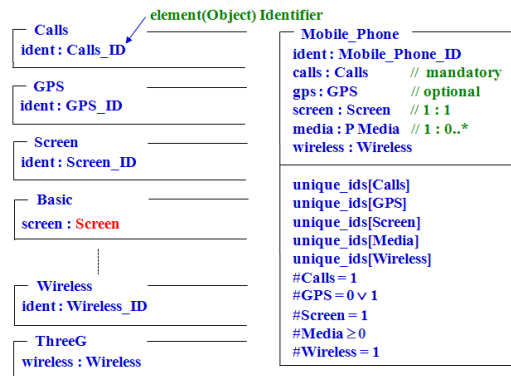 element(Object) Identifier
Calls
ident : Calls_ID
GPS
ident : GPS_ID
Screen
ident : Screen_ID
Basic
screen : Screen
Wireless
ident : Wireless_ID
ThreeG
wireless : Wireless
Mobile_Phone
ident : Mobile_Phone_ID
calls : Calls // mandatory
gps : GPS // optional
screen : Screen // 1 : 1
media : P Media // 1 : 0..*
wireless : Wireless
unique_ids[Calls]
unique_ids[GPS]
unique_ids[Screen]
unique_ids[Media]
unique_ids[Wireless]
#Calls = 1
#GPS = 0 ∨ 1
#Screen = 1
#Media ≥ 0
#Wireless = 1